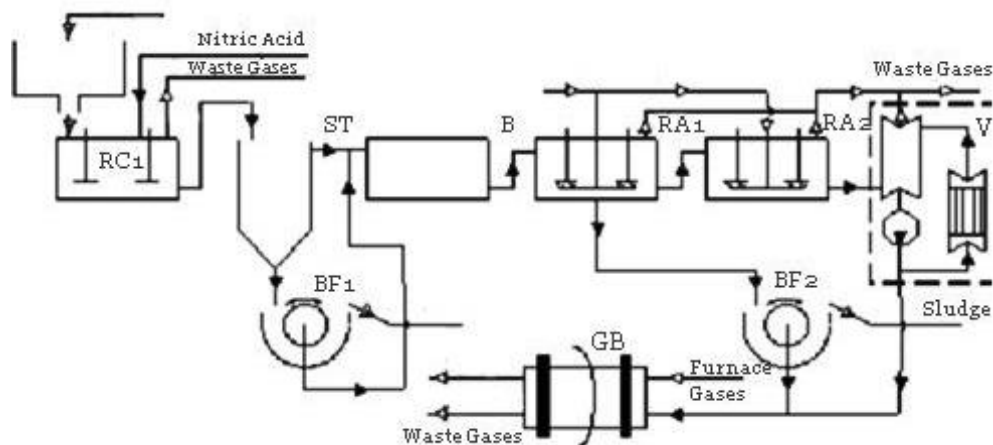 Nitric Acid
Waste Gases
Waste Gases
ST
B
RA1
RA2
V
RC1
BF1
BF2
Sludge
GB
Furnace
Gases
Waste Gases